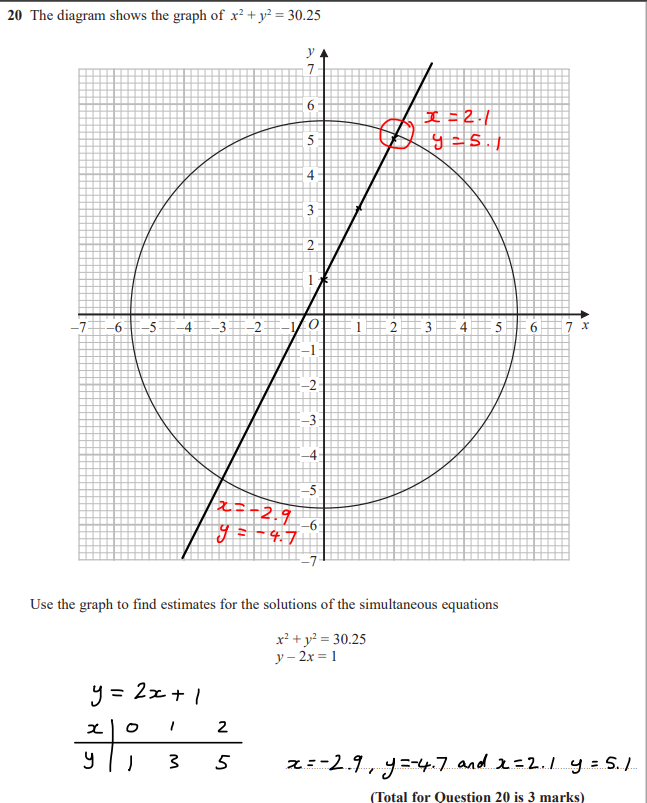 20 The diagram shows the graph of x² + y² = 30.25
y
7
6
x = 2.1
5
y = 5.1
4
3
2
1
–7 –6 –5 –4 –3 –2 –1 O 1 2 3 4 5 6 7 x
–1
–2
–3
–4
–5
x = -2.9
–6
y = -4.7
–7
Use the graph to find estimates for the solutions of the simultaneous equations
x² + y² = 30.25
y – 2x = 1
y = 2x + 1
x | 0 1 2
y | 1 3 5
x = -2.9, y = -4.7 and x = 2.1 y = 5.1
(Total for Question 20 is 3 marks)